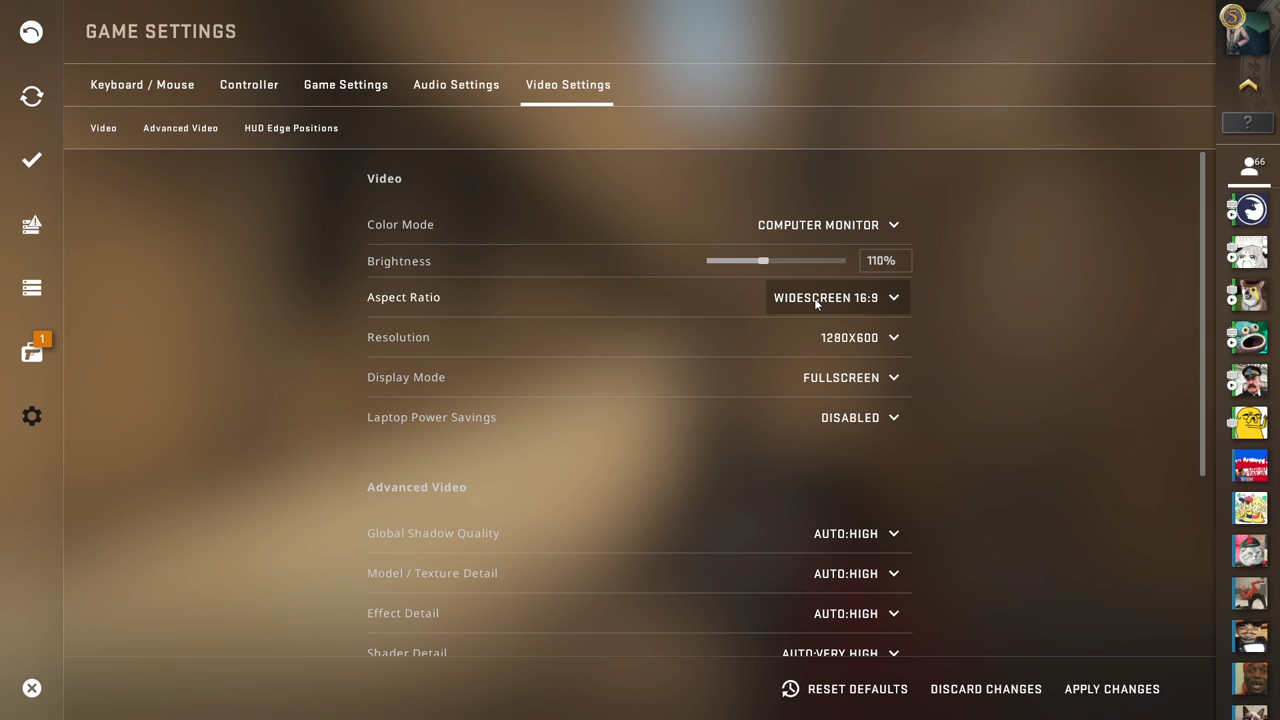 GAME SETTINGS
5
Keyboard / Mouse Controller Game Settings Audio Settings Video Settings
?
Video Advanced Video HUD Edge Positions
66
Video
Color Mode COMPUTER MONITOR
Brightness 110%
Aspect Ratio WIDESCREEN 16:9
Resolution 1280X600
1
Display Mode FULLSCREEN
Laptop Power Savings DISABLED
Advanced Video
Global Shadow Quality AUTO:HIGH
Model / Texture Detail AUTO:HIGH
Effect Detail AUTO:HIGH
Shader Detail AUTO:VERY HIGH
RESET DEFAULTS DISCARD CHANGES APPLY CHANGES